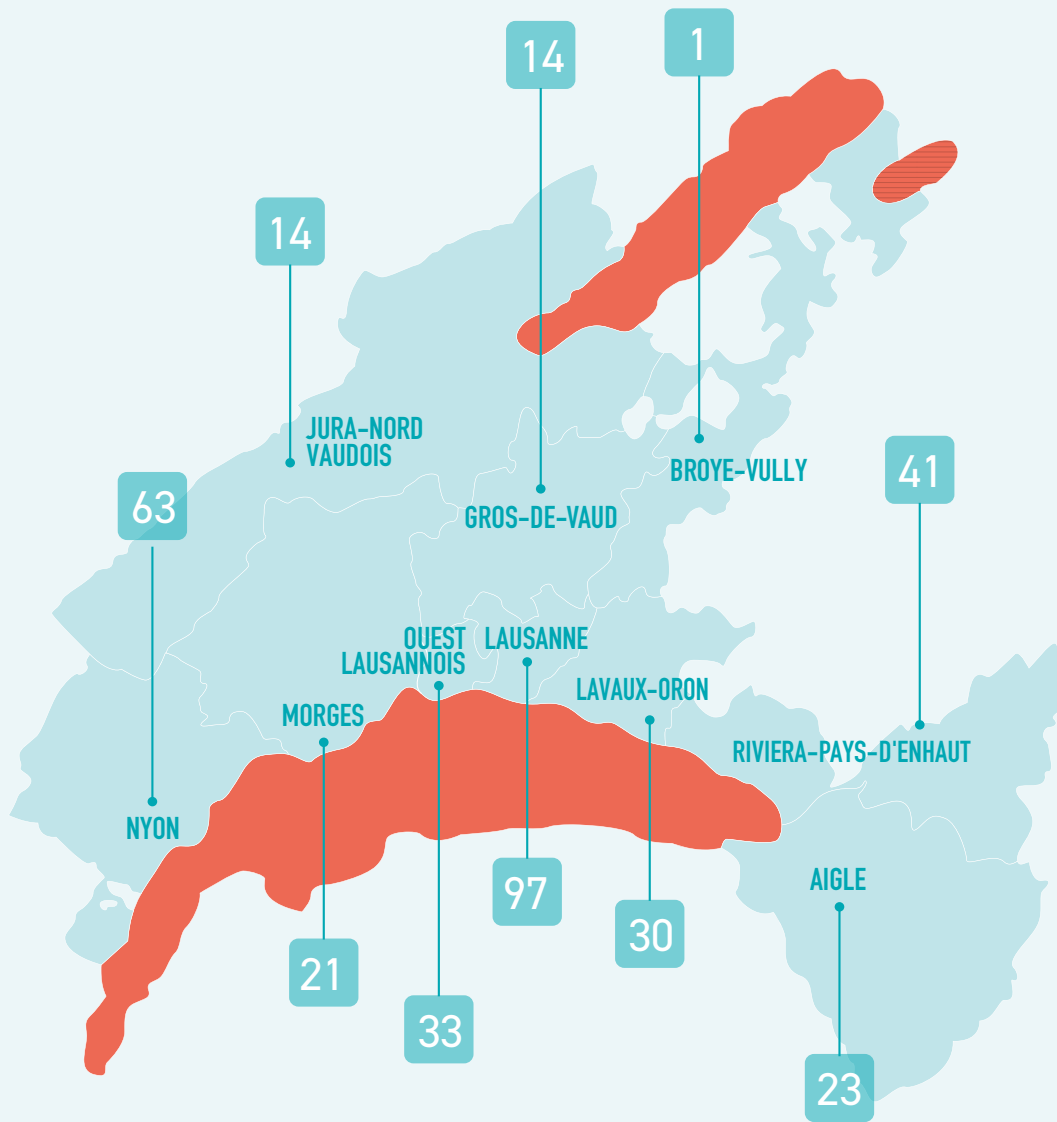 1
14
14
JURA-NORD
VAUDOIS
BROYE-VULLY
41
63
GROS-DE-VAUD
OUEST
LAUSANNOIS
LAUSANNE
LAVAUX-ORON
MORGES
RIVIERA-PAYS-D'ENHAUT
NYON
AIGLE
97
30
21
33
23